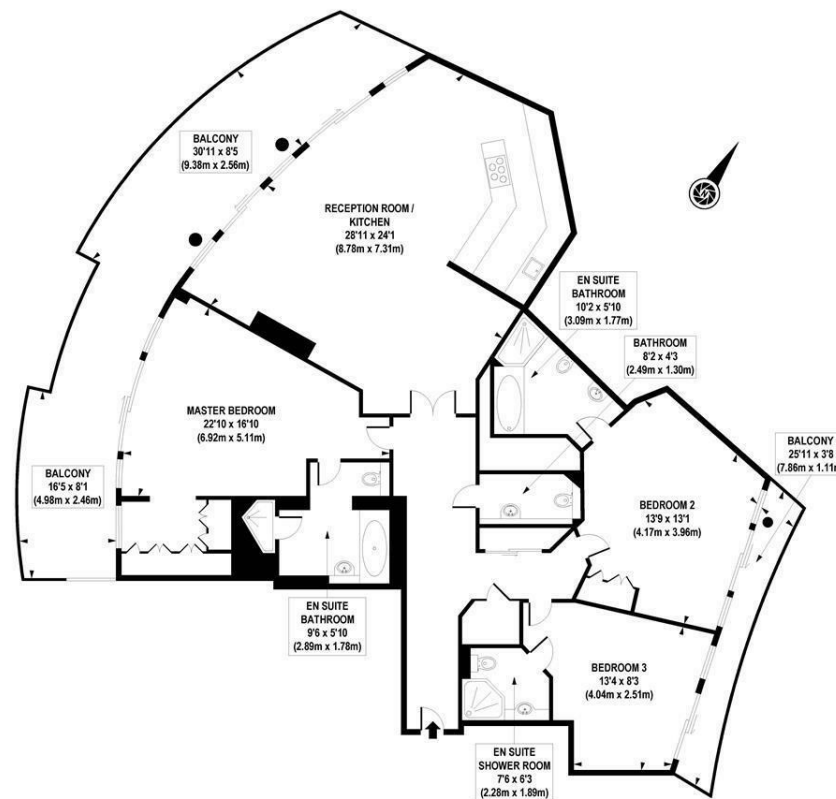 BALCONY
30'11 x 8'5
(9.38m x 2.56m)
RECEPTION ROOM /
KITCHEN
28'11 x 24'1
(8.78m x 7.31m)
EN SUITE
BATHROOM
10'2 x 5'10
(3.09m x 1.77m)
BATHROOM
8'2 x 4'3
(2.49m x 1.30m)
MASTER BEDROOM
22'10 x 16'10
(6.92m x 5.11m)
BALCONY
25'11 x 3'8
(7.86m x 1.11m)
BALCONY
16'5 x 8'1
(4.98m x 2.46m)
BEDROOM 2
13'9 x 13'1
(4.17m x 3.96m)
EN SUITE
BATHROOM
9'6 x 5'10
(2.89m x 1.78m)
BEDROOM 3
13'4 x 8'3
(4.04m x 2.51m)
EN SUITE
SHOWER ROOM
7'6 x 6'3
(2.28m x 1.89m)